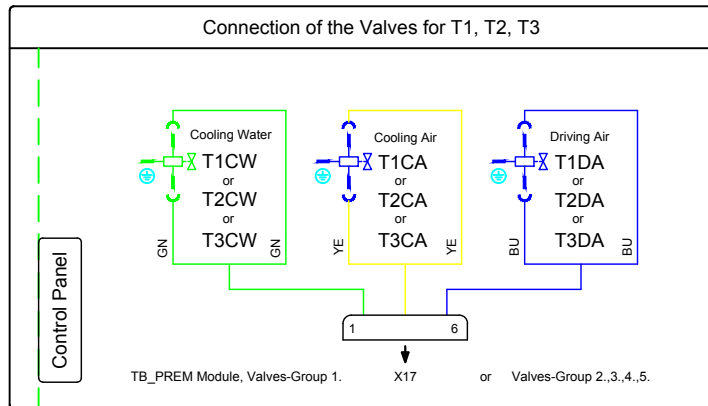 Connection of the Valves for T1, T2, T3
Cooling Water
T1CW
or
T2CW
or
T3CW
GN
GN
Cooling Air
T1CA
or
T2CA
or
T3CA
YE
YE
Driving Air
T1DA
or
T2DA
or
T3DA
BU
BU
Control Panel
1 6
TB_PREM Module, Valves-Group 1. X17 or Valves-Group 2.,3.,4.,5.